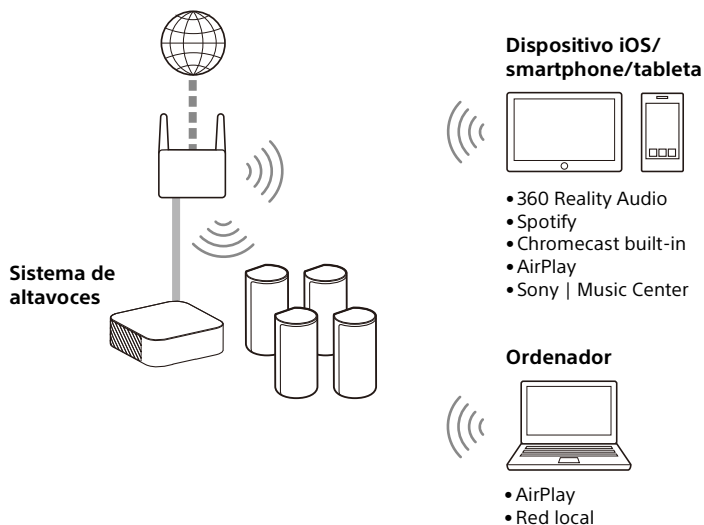 Dispositivo iOS/
smartphone/tableta
• 360 Reality Audio
• Spotify
• Chromecast built-in
• AirPlay
• Sony | Music Center
Sistema de
altavoces
Ordenador
• AirPlay
• Red local